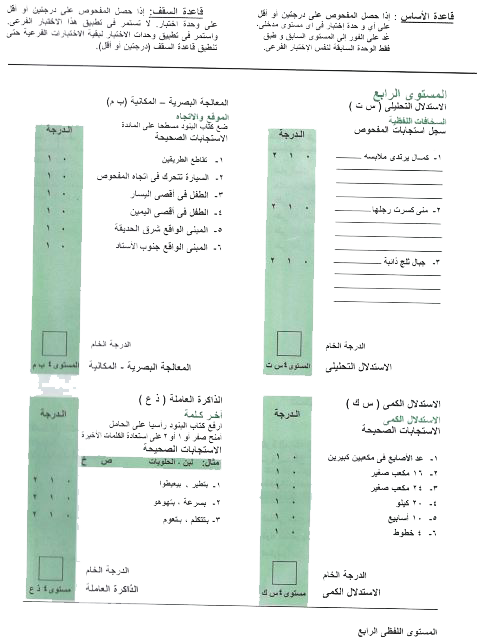 قاعدة الأساس : إذا حصل المفحوص على درجتين أو أقل
على أى وحدة إختبار فى أى مستوى مدخلى.
عُد على الفور إلى المستوى السابق و طبق
فقط الوحدة السابقة لنفس الاختبار الفرعى.
قاعدة السقف: إذا حصل المفحوص على درجتين أو أقل
على وحدة إختبار. لا تستمر فى تطبيق هذا الاختبار الفرعى.
واستمر فى تطبيق وحدات الاختبار لبقية الاختبارات الفرعية حتى
تنطبق قاعدة السقف (درجتين أو أقل).
المستوى الرابع
الاستدلال التحليلى ( س ت )
السخافات اللفظية
سجل استجابات المفحوص
الدرجة
١- كمال يرتدى ملابسه
٠ ١ ٢
٢- منى كسرت رجلها
٠ ١ ٢
٣- جبال ثلج ذائبة
٠ ١ ٢
الدرجة الخام
الاستدلال التحليلى
المستوى ٤ س ت
المعالجة البصرية - المكانية (ب م)
الموقع والاتجاه
ضع كتاب البنود مسطحا على المائدة
الاستجابات الصحيحة
الدرجة
١- تقاطع الطريقين
٠ ١
٢- السيارة تتحرك فى اتجاه المفحوص
٠ ١
٣- الطفل فى أقصى اليسار
٠ ١
٤- الطفل فى أقصى اليمين
٠ ١
٥- المبنى الواقع شرق الحديقة
٠ ١
٦- المبنى الواقع جنوب الاستاد
٠ ١
الدرجة الخام
المعالجة البصرية - المكانية
المستوى ٤ ب م
الاستدلال الكمى ( س ك )
الاستدلال الكمى
الاستجابات الصحيحة
الدرجة
١- عد الأصابع فى مكعبين كبيرين
٠ ١
٢- ١٦ مكعب صغير
٠ ١
٣- ٢٤ مكعب صغير
٠ ١
٤- ٢٠ كيلو
٠ ١
٥- ١٠ أسابيع
٠ ١
٦- ٤ خطوط
٠ ١
الدرجة الخام
الاستدلال الكمى
مستوى ٤ س ك
الذاكرة العاملة ( ذ ع )
آخر كلمة
ارفع كتاب البنود رأسيا على الحامل
امنح صفر أو ١ أو ٢ على استعادة الكلمات الأخيرة
الاستجابات الصحيحة
الدرجة
مثال: لبن ، الحلويات ص خ
١- بتطير ، بيعيطوا
٠ ١ ٢
٢- بسرعة ، بتهوهو
٠ ١ ٢
٣- بتتكلم ، بتعوم
٠ ١ ٢
الدرجة الخام
الذاكرة العاملة
مستوى ٤ ذ ع
المستوى اللفظى الرابع